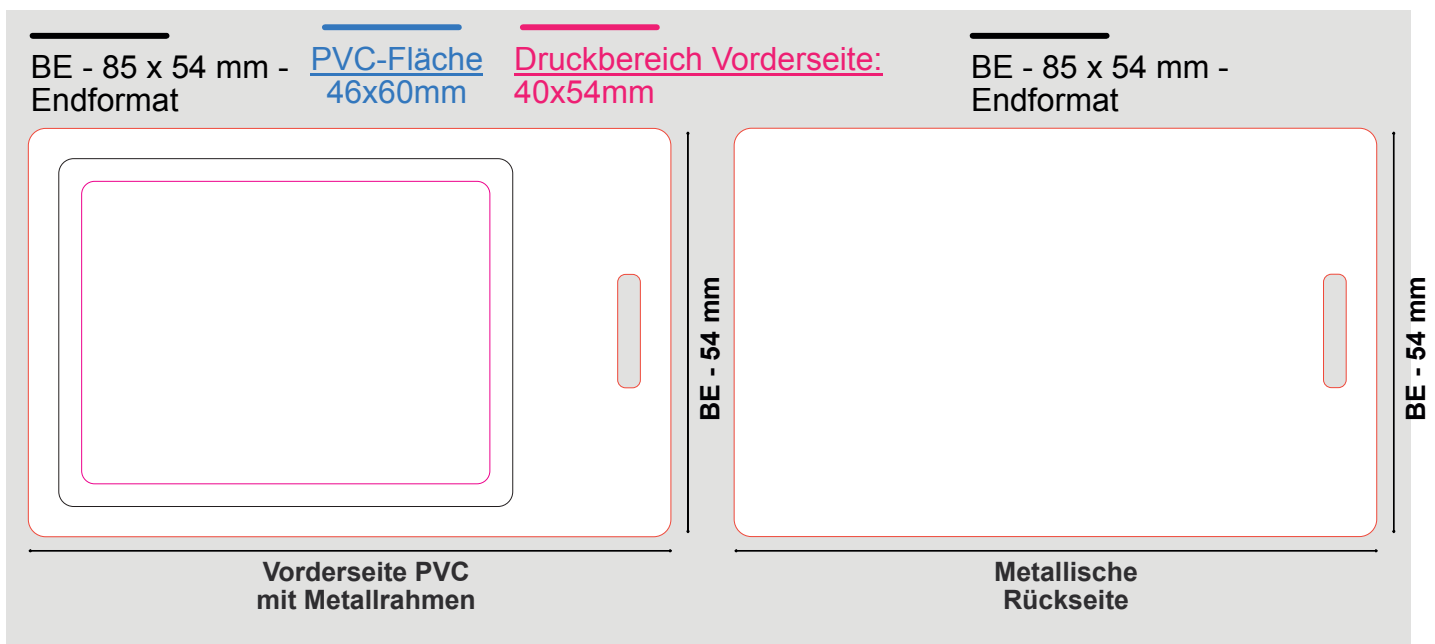 BE - 85 x 54 mm -
Endformat
PVC-Fläche
46x60mm
Druckbereich Vorderseite:
40x54mm
BE - 85 x 54 mm -
Endformat
BE - 54 mm
BE - 54 mm
Vorderseite PVC
mit Metallrahmen
Metallische
Rückseite